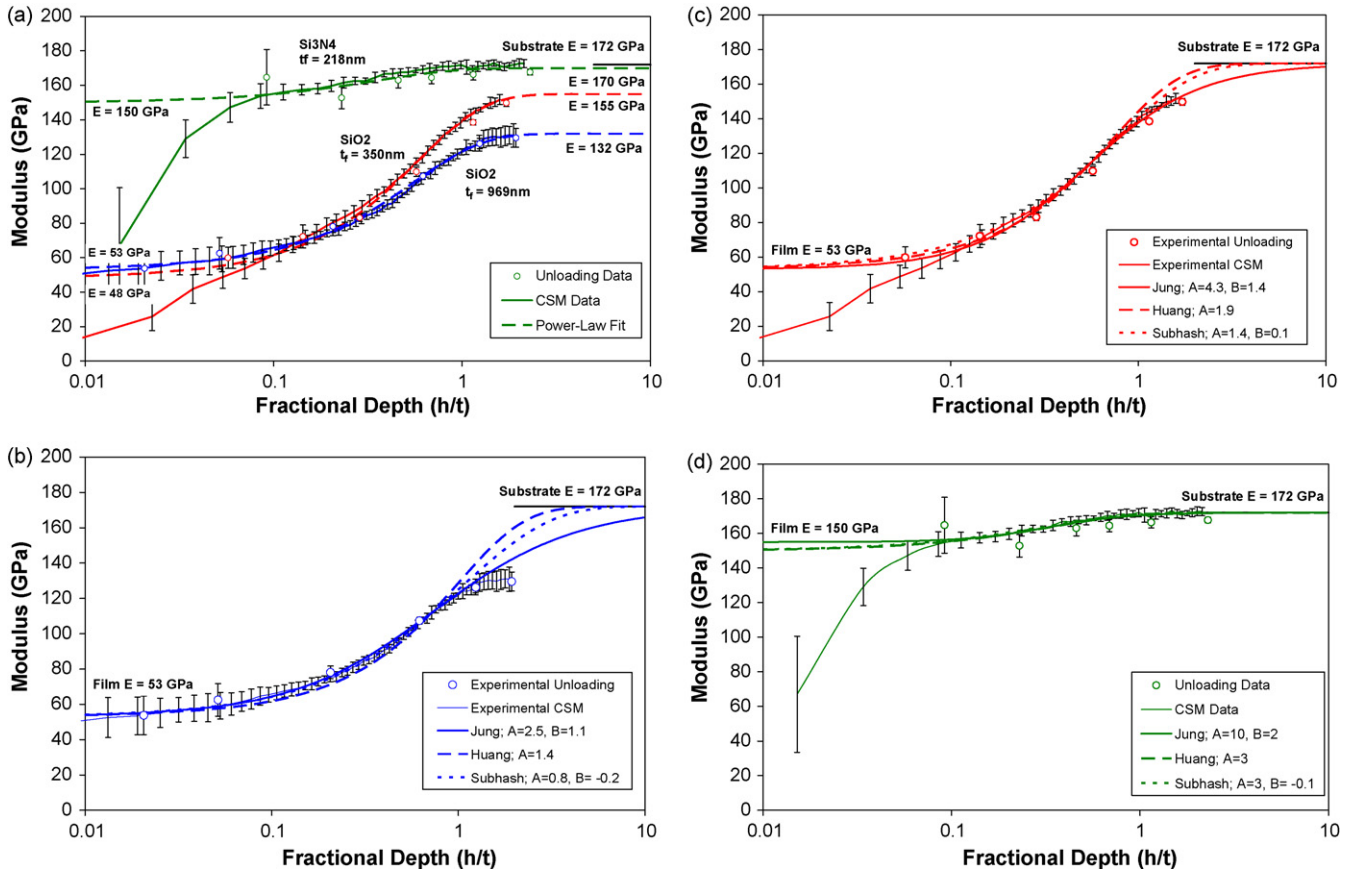 (a)
200
180
160
140
120
100
80
60
40
20
0
Modulus (GPa)
Si3N4
tf = 218nm
Substrate E = 172 GPa
E = 150 GPa
E = 170 GPa
E = 155 GPa
SiO2
tf = 350nm
E = 132 GPa
SiO2
tf = 969nm
E = 53 GPa
E = 48 GPa
Unloading Data
CSM Data
Power-Law Fit
0.01
0.1
1
10
Fractional Depth (h/t)
(c)
200
180
160
140
120
100
80
60
40
20
0
Modulus (GPa)
Substrate E = 172 GPa
Film E = 53 GPa
Experimental Unloading
Experimental CSM
Jung; A=4.3, B=1.4
Huang; A=1.9
Subhash; A=1.4, B=0.1
0.01
0.1
1
10
Fractional Depth (h/t)
(b)
200
180
160
140
120
100
80
60
40
20
0
Modulus (GPa)
Substrate E = 172 GPa
Film E = 53 GPa
Experimental Unloading
Experimental CSM
Jung; A=2.5, B=1.1
Huang; A=1.4
Subhash; A=0.8, B= -0.2
0.01
0.1
1
10
Fractional Depth (h/t)
(d)
200
180
160
140
120
100
80
60
40
20
0
Modulus (GPa)
Substrate E = 172 GPa
Film E = 150 GPa
Unloading Data
CSM Data
Jung; A=10, B=2
Huang; A=3
Subhash; A=3, B= -0.1
0.01
0.1
1
10
Fractional Depth (h/t)